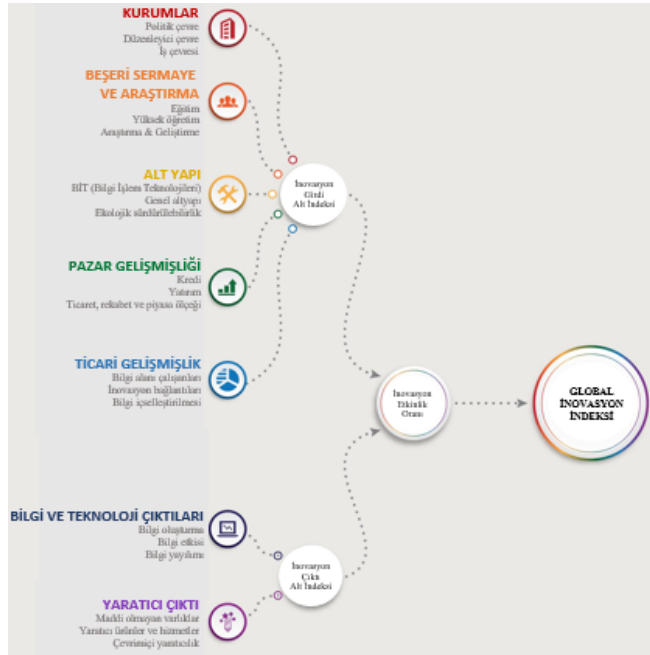 KURUMLAR
Politik çevre
Düzenleyici çevre
İş çevresi
BEŞERİ SERMAYE
VE ARAŞTIRMA
Eğitim
Yüksek öğretim
Araştırma & Geliştirme
ALT YAPI
BİT (Bilgi İşlem Teknolojileri)
Genel altyapı
Ekolojik sürdürülebilirlik
PAZAR GELİŞMİŞLİĞİ
Kredi
Yatırım
Ticaret, rekabet ve piyasa ölçeği
TİCARİ GELİŞMİŞLİK
Bilgi alanı çalışanları
İnovasyon bağlantıları
Bilgi içselleştirilmesi
BİLGİ VE TEKNOLOJİ ÇIKTILARI
Bilgi oluşturma
Bilgi etkisi
Bilgi yayılımı
YARATICI ÇIKTI
Maddi olmayan varlıklar
Yaratıcı ürünler ve hizmetler
Çevrimiçi yaratıcılık
İnovasyon
Girdi
Alt İndeksi
İnovasyon
Çıktı
Alt İndeksi
İnovasyon
Etkinlik
Oranı
GLOBAL
İNOVASYON
İNDEKSİ